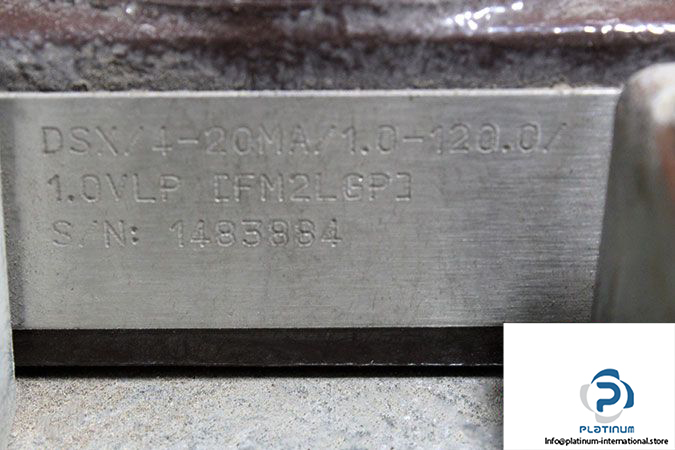 DSX/4-20MA/1.0-120.0/
1.0VLP [FM2LGP]
S/N: 1483884
PLATINUM
Info@platinum-international.store